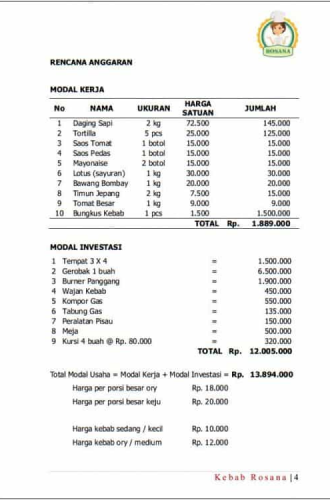 ROSANA
RENCANA ANGGARAN
MODAL KERJA
No NAMA UKURAN HARGA SATUAN JUMLAH
1 Daging Sapi 2 kg 72.500 145.000
2 Tortilla 5 pcs 25.000 125.000
3 Saos Tomat 1 botol 15.000 15.000
4 Saos Pedas 1 botol 15.000 15.000
5 Mayonaise 2 botol 15.000 15.000
6 Lotus (sayuran) 1 kg 30.000 30.000
7 Bawang Bombay 1 kg 20.000 20.000
8 Timun Jepang 2 kg 7.500 15.000
9 Tomat Besar 1 kg 9.000 9.000
10 Bungkus Kebab 1 pcs 1.500 1.500.000
TOTAL Rp. 1.889.000
MODAL INVESTASI
1 Tempat 3 X 4 = 1.500.000
2 Gerobak 1 buah = 6.500.000
3 Burner Panggang = 1.900.000
4 Wajan Kebab = 450.000
5 Kompor Gas = 550.000
6 Tabung Gas = 135.000
7 Peralatan Pisau = 150.000
8 Meja = 500.000
9 Kursi 4 buah @ Rp. 80.000 = 320.000
TOTAL Rp. 12.005.000
Total Modal Usaha = Modal Kerja + Modal Investasi = Rp. 13.894.000
Harga per porsi besar ory Rp. 18.000
Harga per porsi besar keju Rp. 20.000
Harga kebab sedang / kecil Rp. 10.000
Harga kebab ory / medium Rp. 12.000
Kebab Rosana | 4